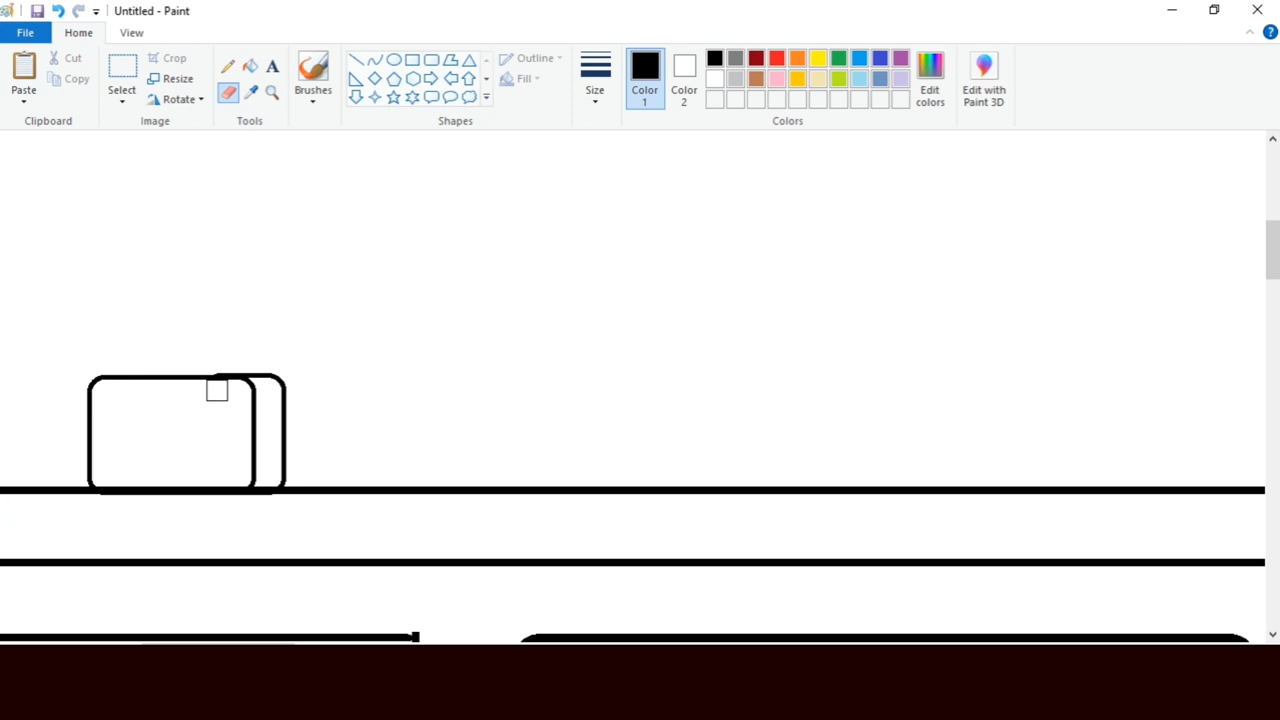 Untitled - Paint
File
Home
View
Paste
Cut
Copy
Clipboard
Select
Crop
Resize
Rotate
Image
A
Tools
Brushes
Shapes
Outline
Fill
Size
Color 1
Color 2
Colors
Edit colors
Edit with Paint 3D
?